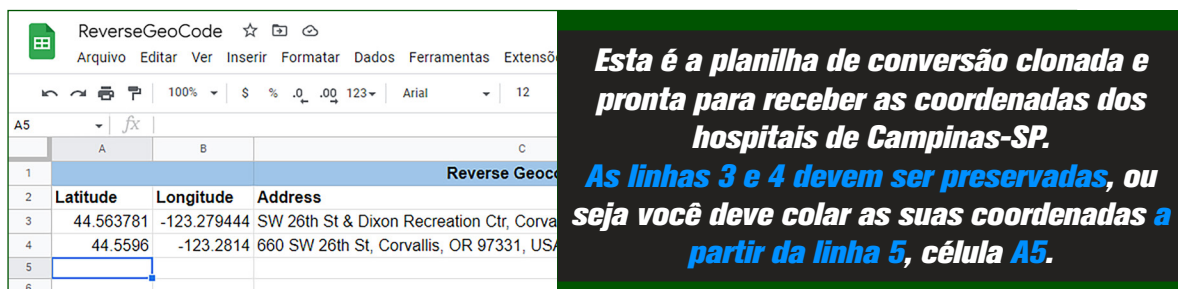 ReverseGeoCode
Arquivo Editar Ver Inserir Formatar Dados Ferramentas Extensõ
100% $ % .0 .00 123 Arial 12
A5 fx
A B C
1 Reverse Geoco
2 Latitude Longitude Address
3 44.563781 -123.279444 SW 26th St & Dixon Recreation Ctr, Corva
4 44.5596 -123.2814 660 SW 26th St, Corvallis, OR 97331, USA
5
6
Esta é a planilha de conversão clonada e
pronta para receber as coordenadas dos
hospitais de Campinas-SP.
As linhas 3 e 4 devem ser preservadas, ou
seja você deve colar as suas coordenadas a
partir da linha 5, célula A5.